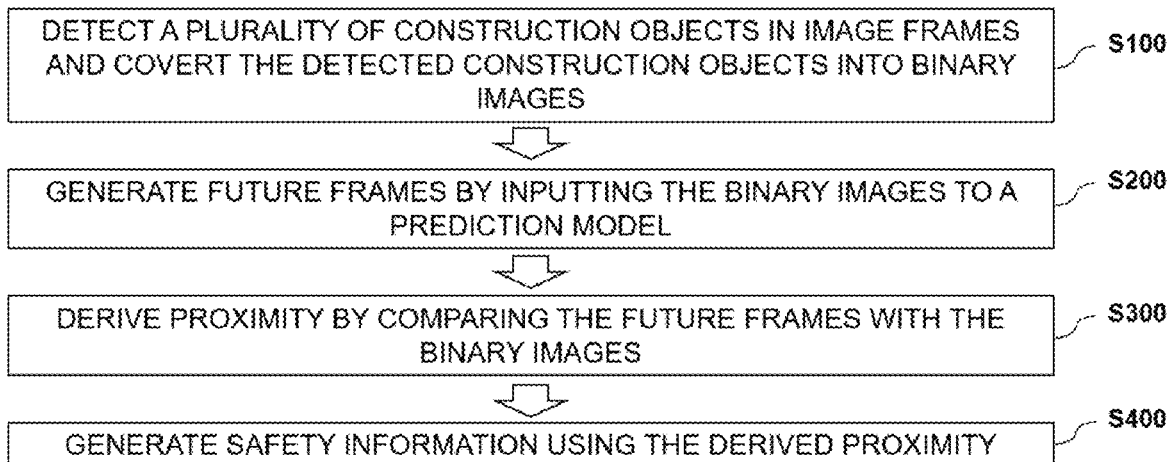 DETECT A PLURALITY OF CONSTRUCTION OBJECTS IN IMAGE FRAMES
AND COVERT THE DETECTED CONSTRUCTION OBJECTS INTO BINARY
IMAGES
S100
GENERATE FUTURE FRAMES BY INPUTTING THE BINARY IMAGES TO A
PREDICTION MODEL
S200
DERIVE PROXIMITY BY COMPARING THE FUTURE FRAMES WITH THE
BINARY IMAGES
S300
GENERATE SAFETY INFORMATION USING THE DERIVED PROXIMITY
S400